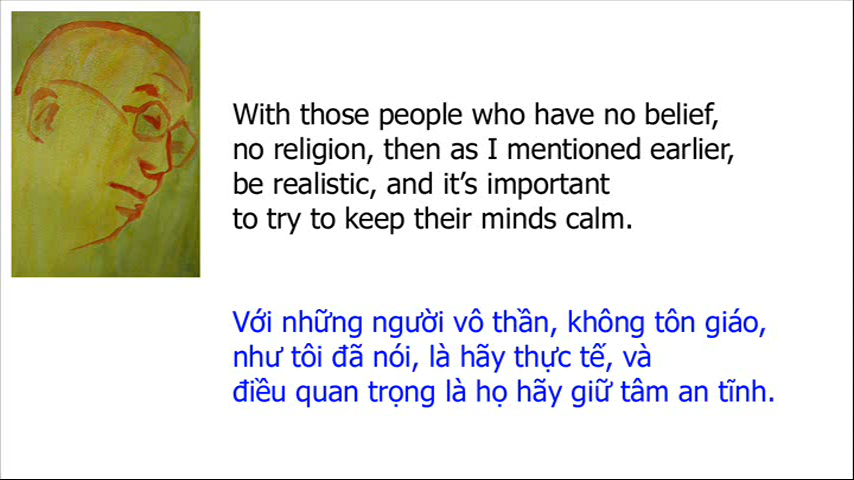 With those people who have no belief,
no religion, then as I mentioned earlier,
be realistic, and it’s important
to try to keep their minds calm.
Với những người vô thần, không tôn giáo,
như tôi đã nói, là hãy thực tế, và
điều quan trọng là họ hãy giữ tâm an tĩnh.